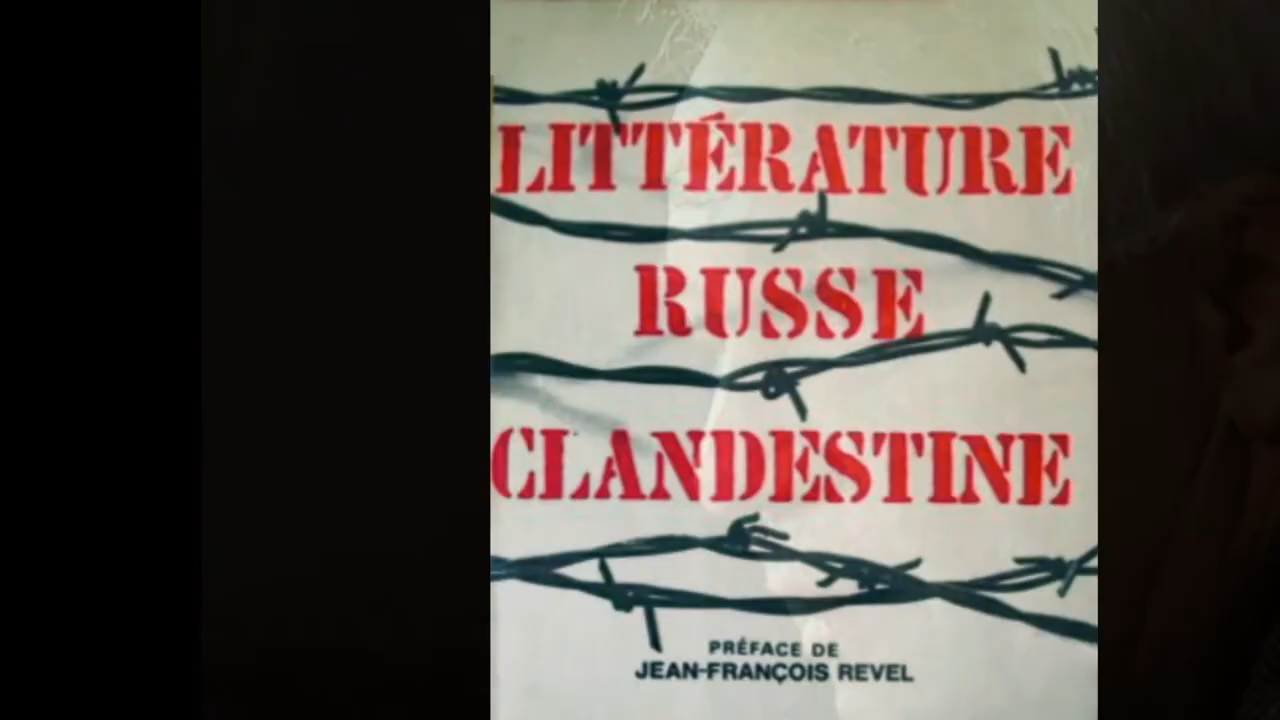 LITTÉRATURE
RUSSE
CLANDESTINE
PRÉFACE DE
JEAN-FRANÇOIS REVEL